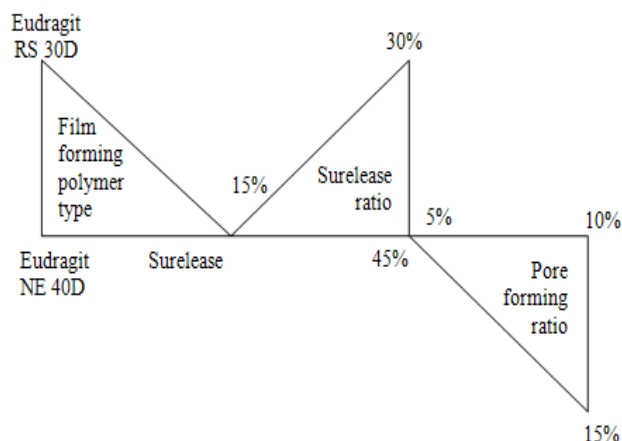 Eudragit
RS 30D
Film
forming
polymer
type
Eudragit
NE 40D
Surelease
15%
30%
Surelease
ratio
45%
5%
10%
Pore
forming
ratio
15%